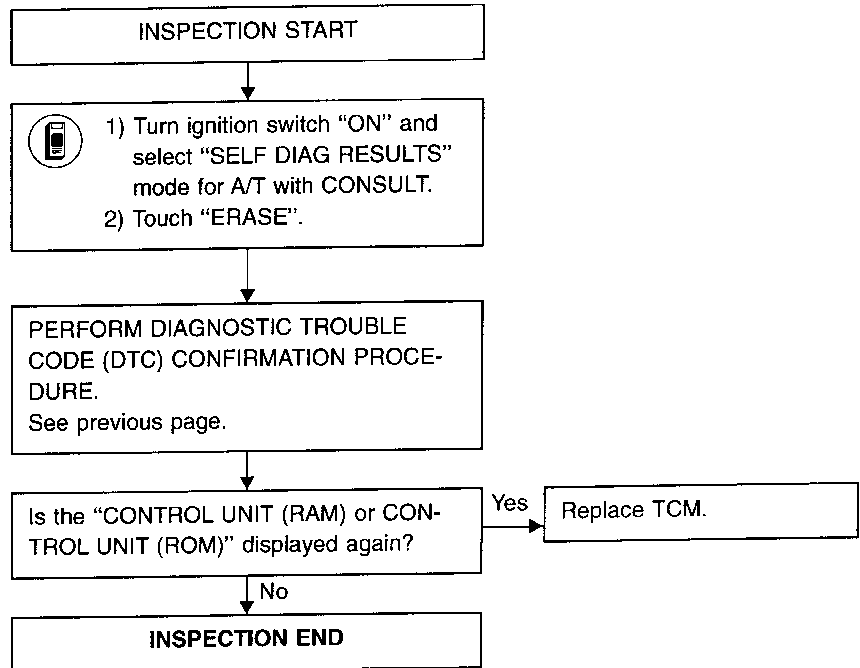 INSPECTION START
1) Turn ignition switch “ON” and
select “SELF DIAG RESULTS”
mode for A/T with CONSULT.
2) Touch “ERASE”.
PERFORM DIAGNOSTIC TROUBLE
CODE (DTC) CONFIRMATION PROCE-
DURE.
See previous page.
Is the “CONTROL UNIT (RAM) or CON-
TROL UNIT (ROM)” displayed again?
Yes
Replace TCM.
No
INSPECTION END